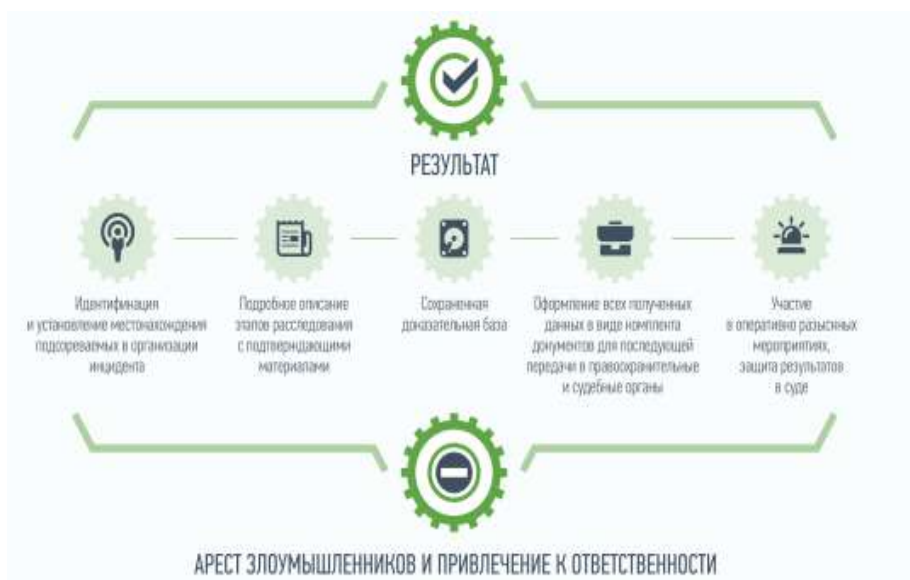 РЕЗУЛЬТАТ
Идентификация
и установление местонахождения
подозреваемых в организации
инцидента
Подробное описание
этапов расследования
с подтверждающими
материалами
Сохраненная
доказательная база
Оформление всех полученных
данных в виде комплекта
документов для последующей
передачи в правоохранительные
и судебные органы
Участие
в оперативно разысных
мероприятиях,
защита результатов
в суде
АРЕСТ ЗЛОУМЫШЛЕННИКОВ И ПРИВЛЕЧЕНИЕ К ОТВЕТСТВЕННОСТИ